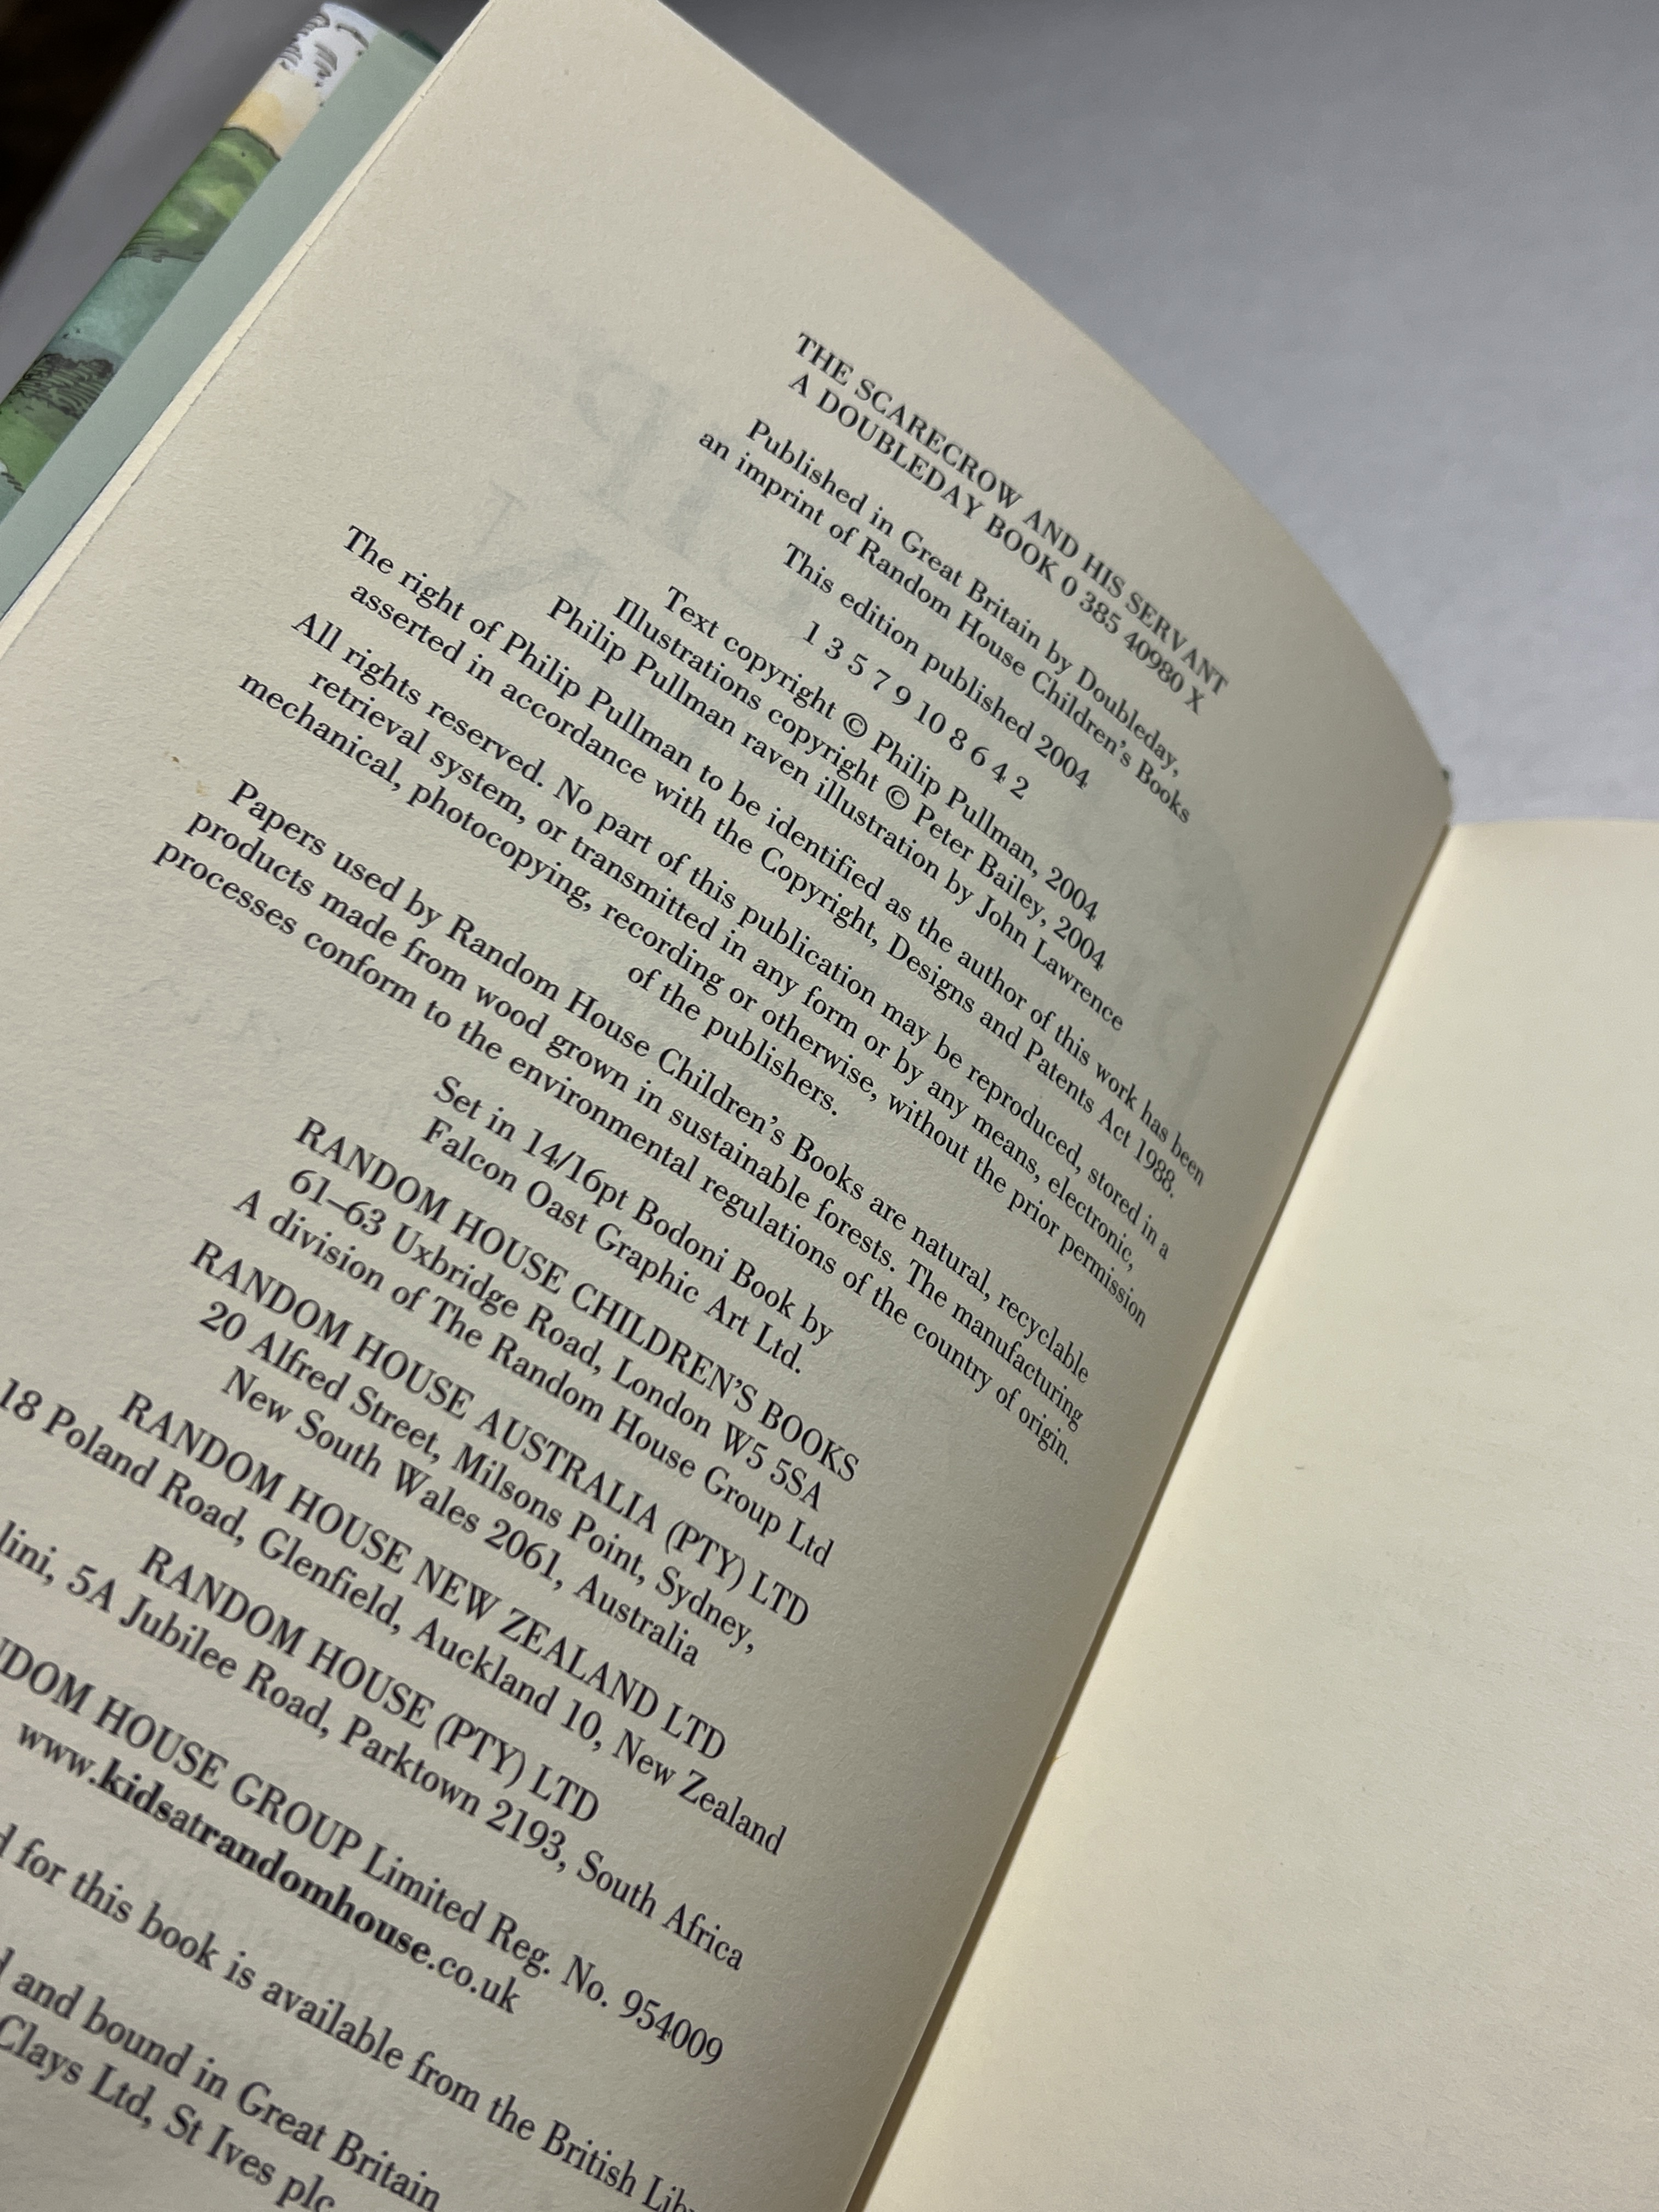 THE SCARECROW AND HIS SERVANT
A DOUBLEDAY BOOK 0 385 40980 X
Published in Great Britain by Doubleday,
an imprint of Random House Children's Books
This edition published 2004
1 3 5 7 9 10 8 6 4 2
Text copyright © Philip Pullman, 2004
Illustrations copyright © Peter Bailey, 2004
Philip Pullman raven illustration by John Lawrence
The right of Philip Pullman to be identified as the author of this work has been
asserted in accordance with the Copyright, Designs and Patents Act 1988.
All rights reserved. No part of this publication may be reproduced, stored in a
retrieval system, or transmitted in any form or by any means, electronic,
mechanical, photocopying, recording or otherwise, without the prior permission
of the publishers.
Papers used by Random House Children's Books are natural, recyclable
products made from wood grown in sustainable forests. The manufacturing
processes conform to the environmental regulations of the country of origin.
Set in 14/16pt Bodoni Book by
Falcon Oast Graphic Art Ltd.
RANDOM HOUSE CHILDREN'S BOOKS
61–63 Uxbridge Road, London W5 5SA
A division of The Random House Group Ltd
RANDOM HOUSE AUSTRALIA (PTY) LTD
20 Alfred Street, Milsons Point, Sydney,
New South Wales 2061, Australia
RANDOM HOUSE NEW ZEALAND LTD
18 Poland Road, Glenfield, Auckland 10, New Zealand
RANDOM HOUSE (PTY) LTD
lini, 5A Jubilee Road, Parktown 2193, South Africa
NDOM HOUSE GROUP Limited Reg. No. 954009
www.kidsatrandomhouse.co.uk
d for this book is available from the British Libr
d and bound in Great Britain
Clays Ltd, St Ives plc